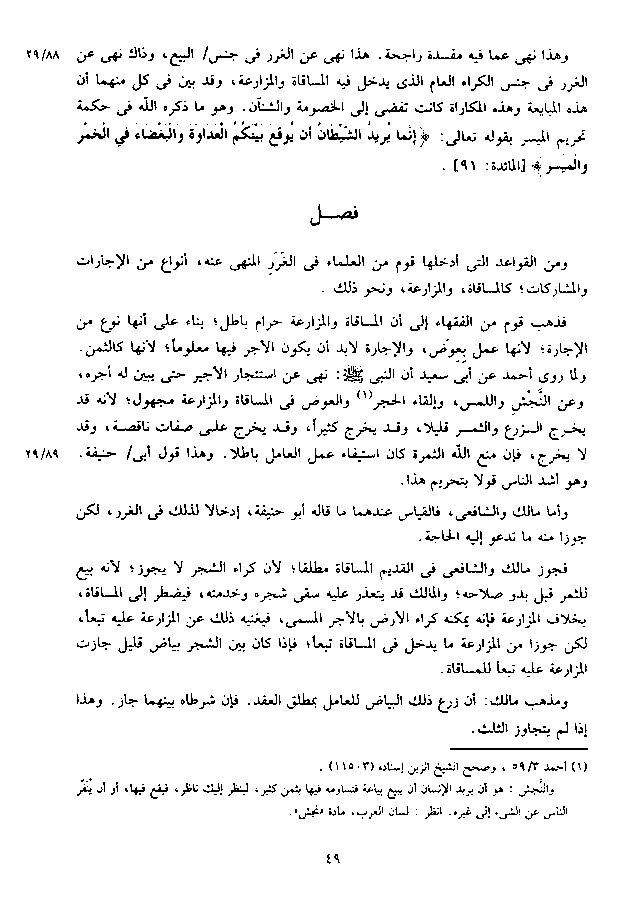 وهذا نهى عما فيه مفسدة راجحة. هذا نهى عن الغرر فى جنس/ البيع، وذاك نهى عن ٢٩/٨٨
الغرر فى جنس الكراء العام الذى يدخل فيه المساقاة والمزارعة، وقد بين فى كل منهما أن
هذه المبايعة وهذه المكاراة كانت تفضى إلى الخصومة والشنآن. وهو ما ذكره الله فى حكمة
تحريم الميسر بقوله تعالى: ﴿ إِنَّمَا يُرِيدُ الشَّيْطَانُ أَن يُوقِعَ بَيْنَكُمُ الْعَدَاوَةَ وَالْبَغْضَاءَ فِي الْخَمْرِ
وَالْمَيْسِرِ ﴾ [المائدة: ٩١] .
فصــل
ومن القواعد التى أدخلها قوم من العلماء فى الغَرَرِ المنهى عنه، أنواع من الإجارات
والمشاركات؛ كالمساقاة، والمزارعة، ونحو ذلك .
فذهب قوم من الفقهاء إلى أن المساقاة والمزارعة حرام باطل؛ بناء على أنها نوع من
الإجارة؛ لأنها عمل بِعِوَض، والإجارة لابد أن يكون الأجر فيها معلوماً؛ لأنها كالثمن.
ولما روى أحمد عن أبى سعيد أن النبى ﷺ: نهى عن استئجار الأجير حتى يبين له أجره،
وعن النَّجْشِ واللمس، وإلقاء الحجر(١) والعوض فى المساقاة والمزارعة مجهول؛ لأنه قد
يخرج الـزرع والثمـر قليلا، وقـد يخرج كثيراً، وقـد يخرج علـى صفات ناقصـة، وقد
لا يخرج، فإن منع الله الثمرة كان استيفاء عمل العامل باطلا. وهذا قول أبى/ حنيفة. ٢٩/٨٩
وهو أشد الناس قولا بتحريم هذا.
وأما مالك والشافعى، فالقياس عندهما ما قاله أبو حنيفة، إدخالا لذلك فى الغرر، لكن
جوزا منه ما تدعو إليه الحاجة.
فجوز مالك والشافعى فى القديم المساقاة مطلقا؛ لأن كراء الشجر لا يجوز؛ لأنه بيع
للثمر قبل بدو صلاحه؛ والمالك قد يتعذر عليه سقى شجره وخدمته، فيضطر إلى المساقاة،
بخلاف المزارعة فإنه يمكنه كراء الأرض بالأجر المسمى، فيغنيه ذلك عن المزارعة عليه تبعاً،
لكن جوزا من المزارعة ما يدخل فى المساقاة تبعاً؛ فإذا كان بين الشجر بياض قليل جازت
المزارعة عليه تبعاً للمساقاة.
ومذهب مالك: أن زرع ذلك البياض للعامل بمطلق العقد. فإن شرطاه بينهما جاز. وهذا
إذا لم يتجاوز الثلث.
(١) أحمد ٥٩/٣ ، وصحح الشيخ الزين إسناده (١١٥٠٣) .
والنَّجش : هو أن يريد الإنسان أن يبيع بياعة فتساومه فيها بثمن كثير، لينظر إليك ناظر، فيقع فيها، أو أن يُنَفِّر
الناس عن الشىء إلى غيره. انظر : لسان العرب، مادة «نجش».
٤٩